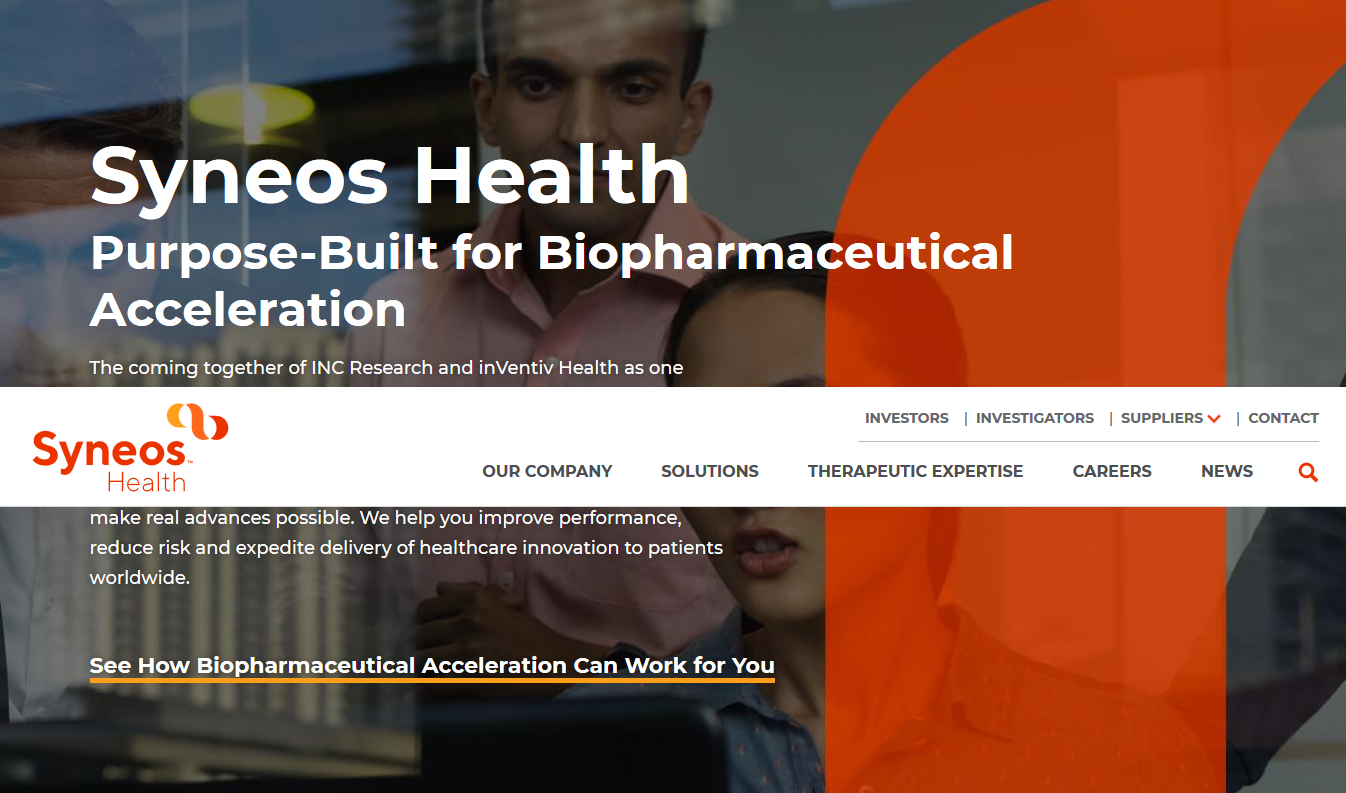 Syneos Health
Purpose-Built for Biopharmaceutical
Acceleration
The coming together of INC Research and inVentiv Health as one
Syneos™
Health
INVESTORS | INVESTIGATORS | SUPPLIERS | CONTACT
OUR COMPANY SOLUTIONS THERAPEUTIC EXPERTISE CAREERS NEWS
make real advances possible. We help you improve performance,
reduce risk and expedite delivery of healthcare innovation to patients
worldwide.
See How Biopharmaceutical Acceleration Can Work for You